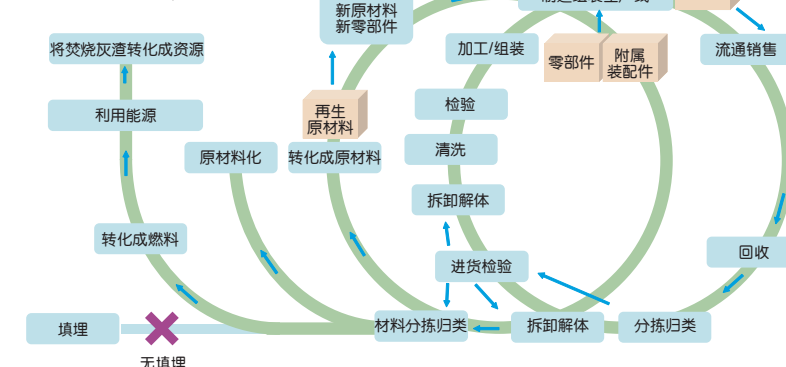 新原材料
新零部件
将焚烧灰渣转化成资源
加工/组装
零部件
附属
装配件
流通销售
利用能源
再生
原材料
检验
原材料化
转化成原材料
清洗
拆卸解体
转化成燃料
进货检验
回收
填埋
材料分拣归类
拆卸解体
分拣归类
无填埋